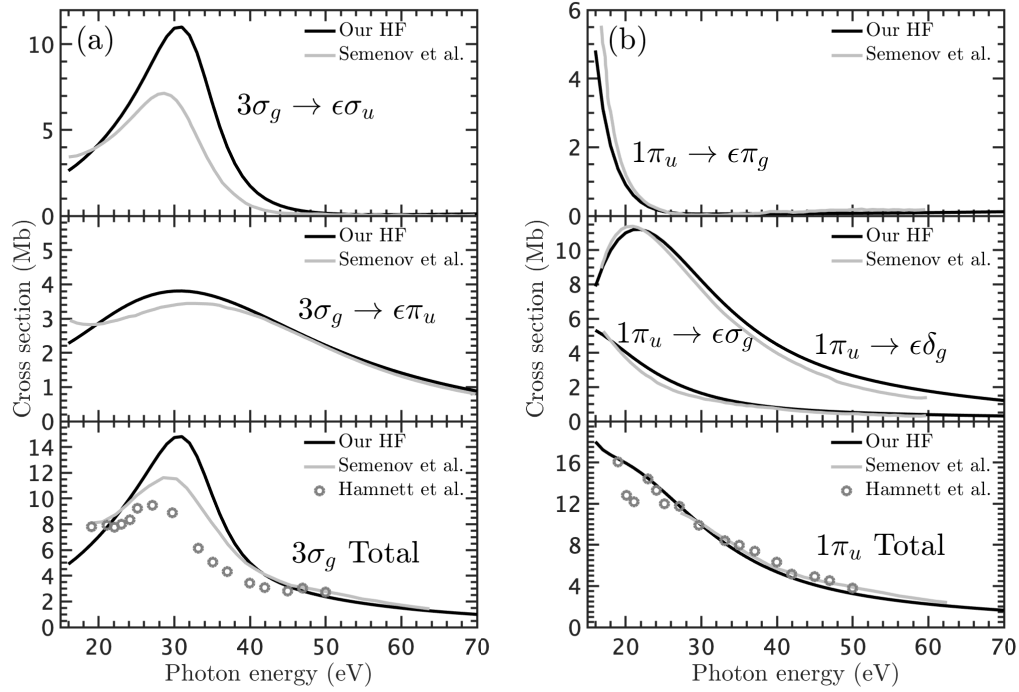 (a)
Our HF
Semenov et al.
3σg → ϵσu
10
5
0
Our HF
Semenov et al.
3σg → ϵπu
5
4
3
2
1
0
Cross section (Mb)
Our HF
Semenov et al.
Hamnett et al.
3σg Total
14
12
10
8
6
4
2
0
20 30 40 50 60 70
Photon energy (eV)
(b)
Our HF
Semenov et al.
1πu → ϵπg
6
4
2
0
Our HF
Semenov et al.
1πu → ϵσg
1πu → ϵδg
10
8
6
4
2
0
Cross section (Mb)
Our HF
Semenov et al.
Hamnett et al.
1πu Total
16
12
8
4
0
20 30 40 50 60 70
Photon energy (eV)